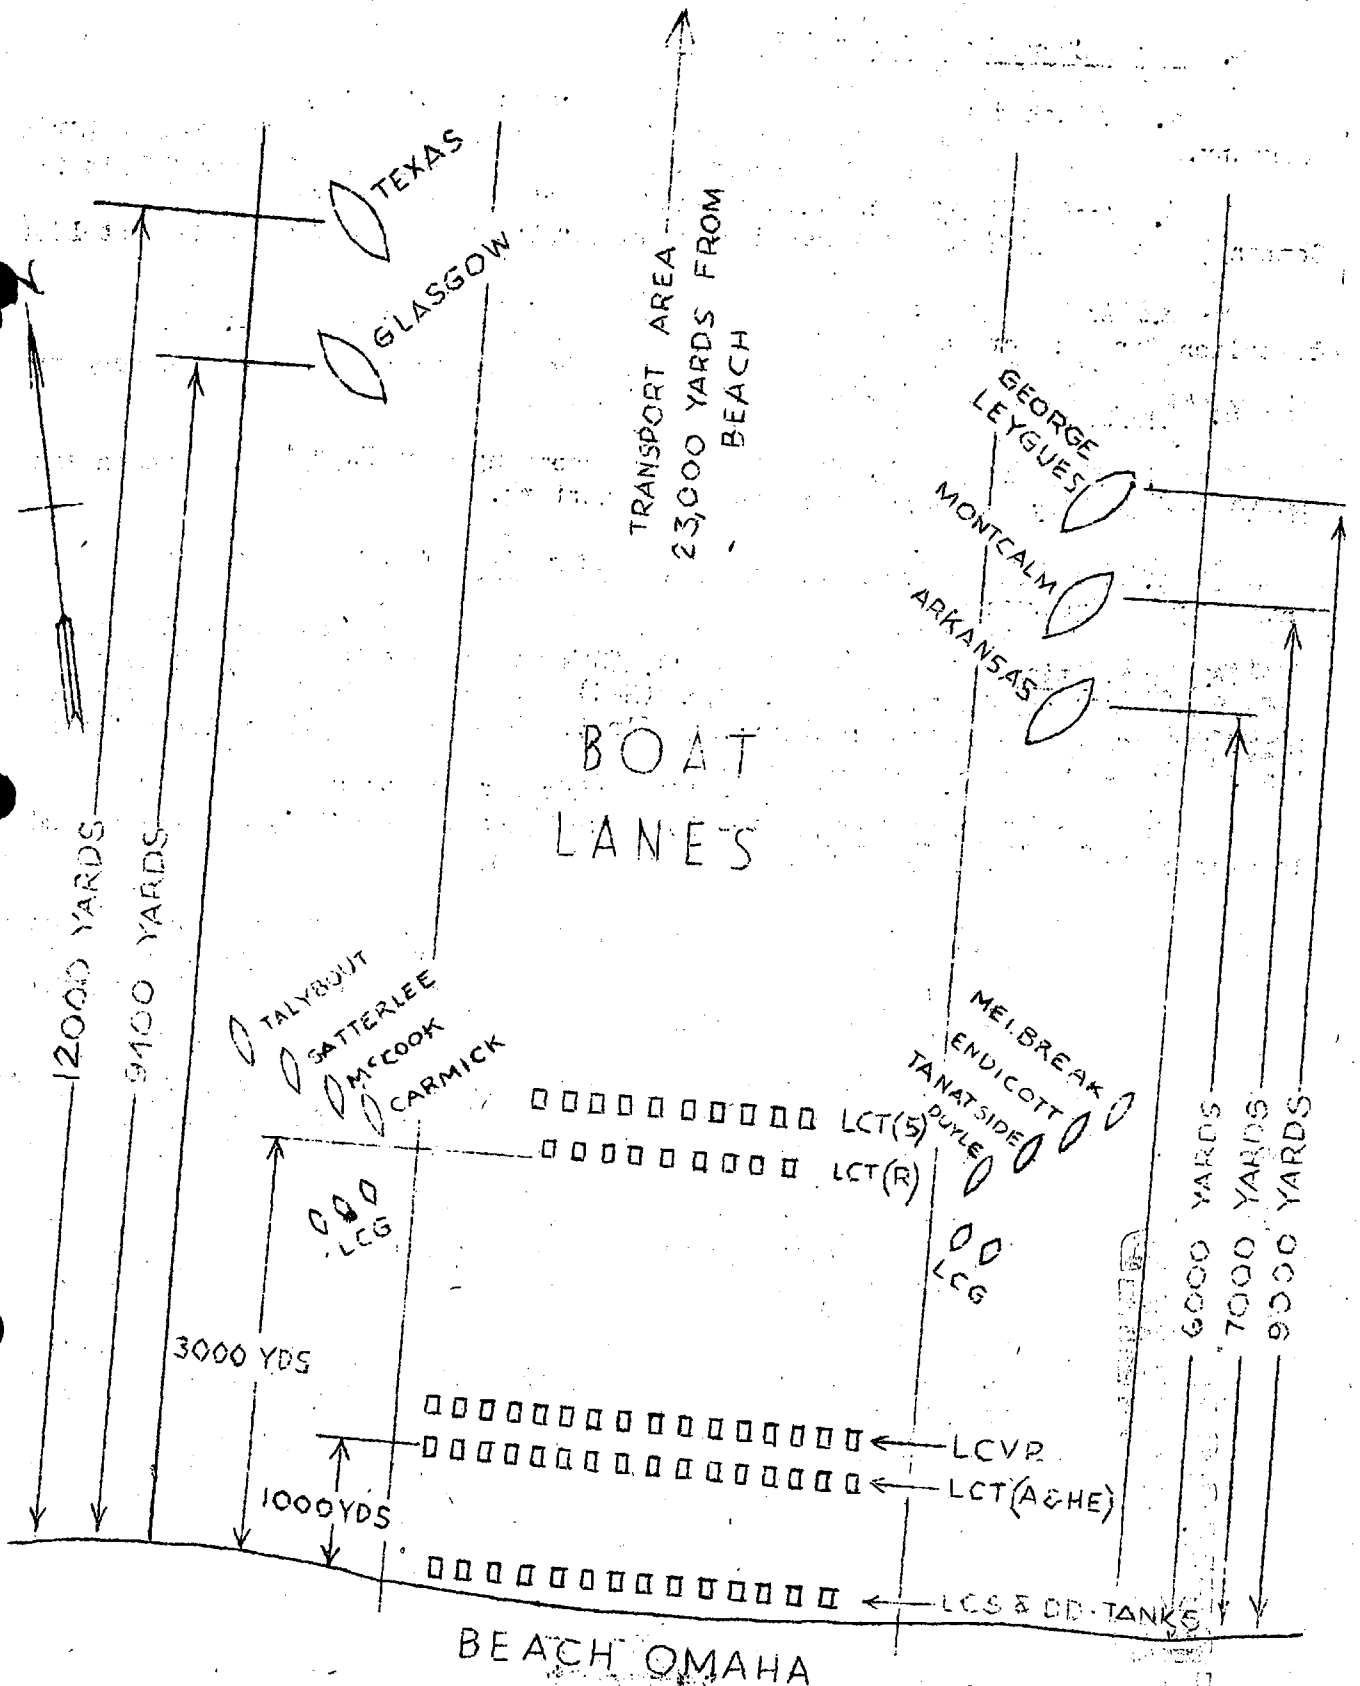 N
TEXAS
GLASGOW
TRANSPORT AREA
23,000 YARDS FROM
BEACH
GEORGE
LEYGUES
MONTCALM
ARKANSAS
BOAT
LANES
12000 YARDS
9400 YARDS
TALYBOUT
SATTERLEE
McCOOK
CARMICK
MELBREAK
ENDICOTT
TANATSIDE
DOYLE
LCT(5)
LCT(R)
LCG
LCG
6000 YARDS
7000 YARDS
9000 YARDS
3000 YDS
1000YDS
LCVP
LCT(A&HE)
LCS & DD-TANKS
BEACH OMAHA